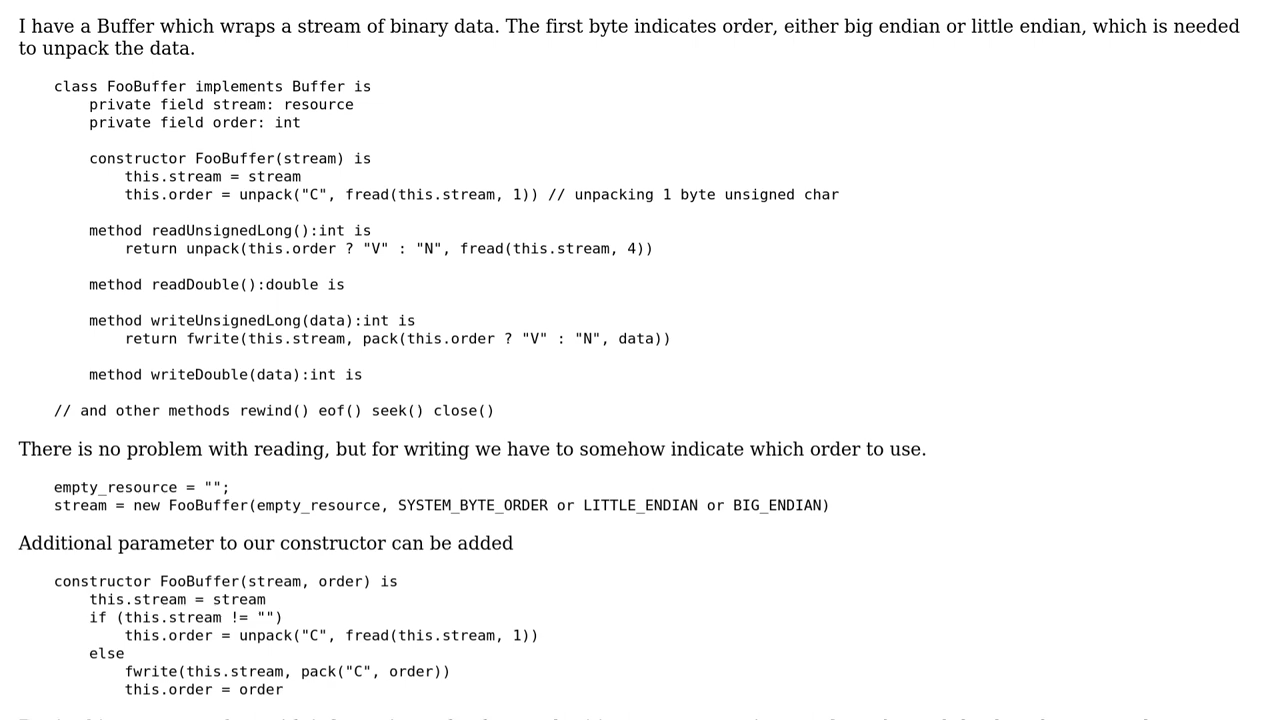 I have a Buffer which wraps a stream of binary data. The first byte indicates order, either big endian or little endian, which is needed
to unpack the data.
class FooBuffer implements Buffer is
private field stream: resource
private field order: int
constructor FooBuffer(stream) is
this.stream = stream
this.order = unpack("C", fread(this.stream, 1)) // unpacking 1 byte unsigned char
method readUnsignedLong():int is
return unpack(this.order ? "V" : "N", fread(this.stream, 4))
method readDouble():double is
method writeUnsignedLong(data):int is
return fwrite(this.stream, pack(this.order ? "V" : "N", data))
method writeDouble(data):int is
// and other methods rewind() eof() seek() close()
There is no problem with reading, but for writing we have to somehow indicate which order to use.
empty_resource = "";
stream = new FooBuffer(empty_resource, SYSTEM_BYTE_ORDER or LITTLE_ENDIAN or BIG_ENDIAN)
Additional parameter to our constructor can be added
constructor FooBuffer(stream, order) is
this.stream = stream
if (this.stream != "")
this.order = unpack("C", fread(this.stream, 1))
else
fwrite(this.stream, pack("C", order))
this.order = order